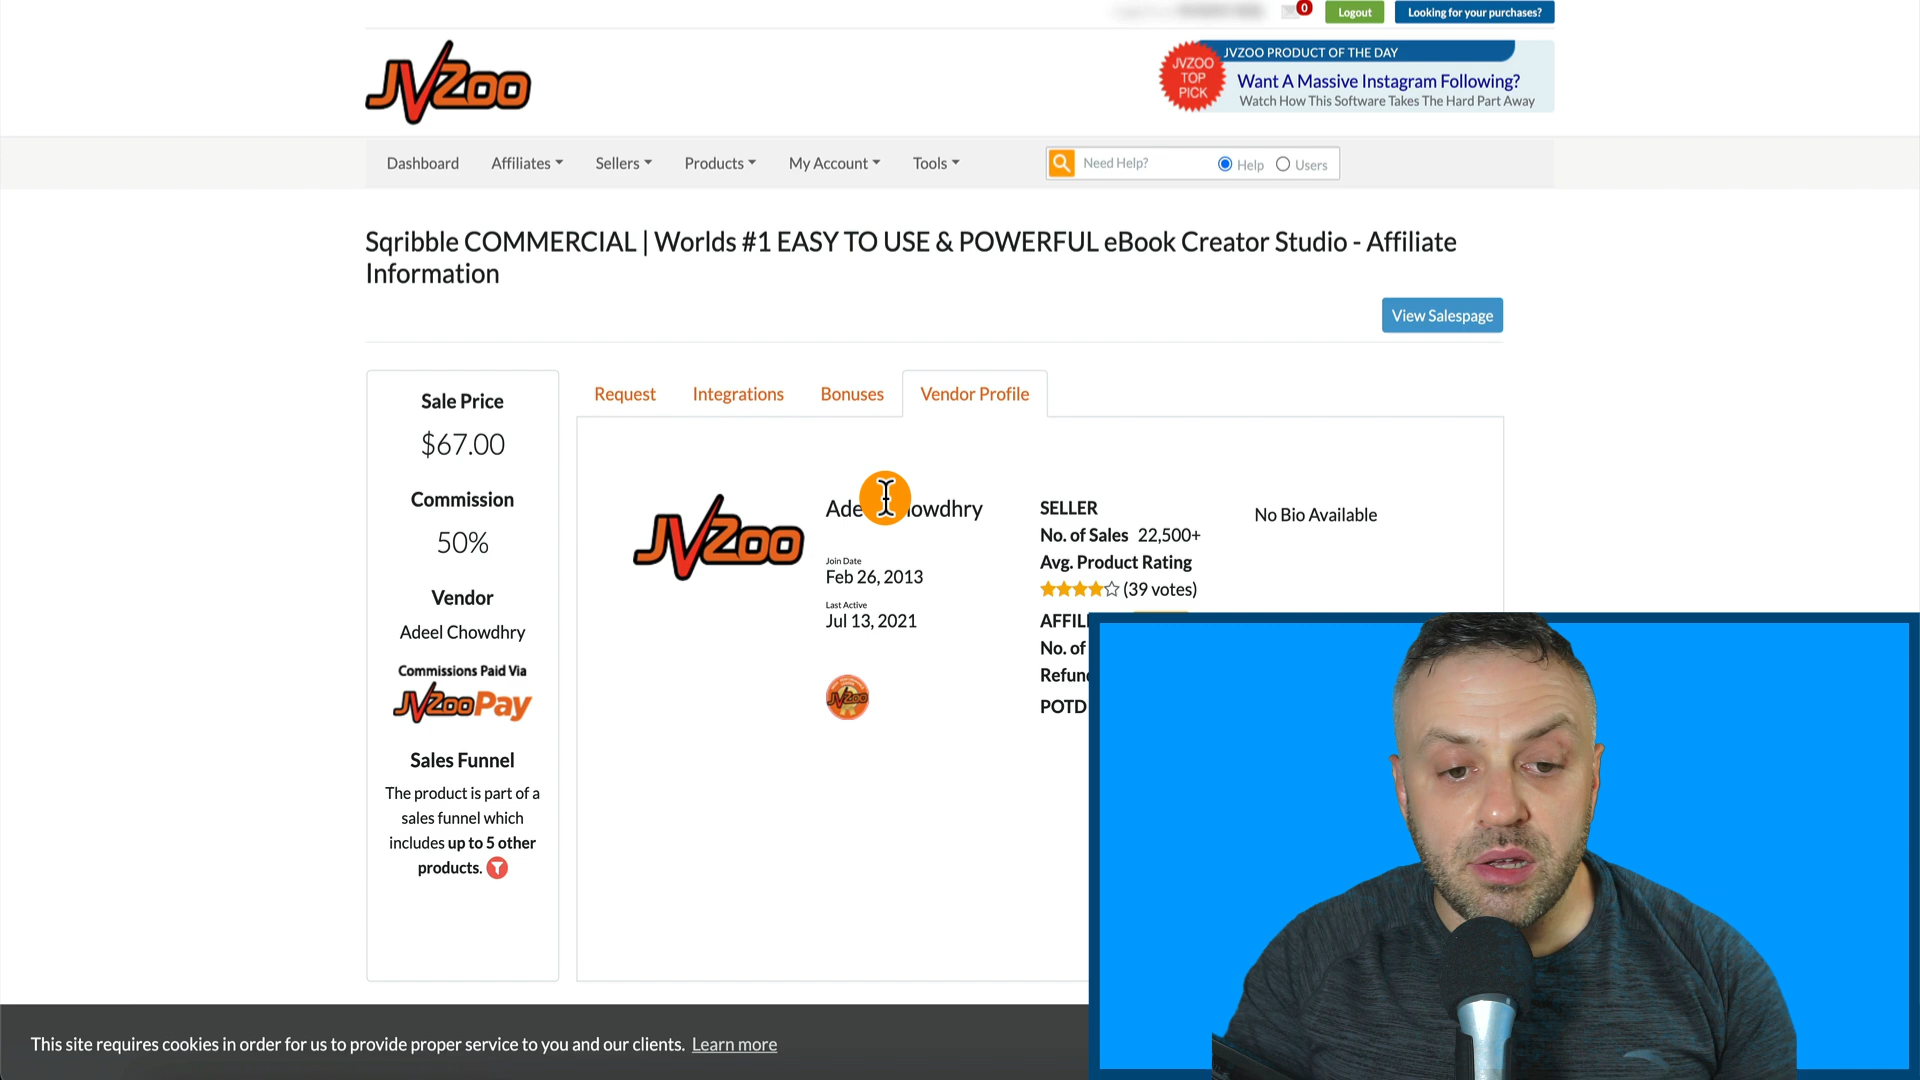 0
Logout
Looking for your purchases?
JVZoo
JVZOO TOP PICK
JVZOO PRODUCT OF THE DAY
Want A Massive Instagram Following?
Watch How This Software Takes The Hard Part Away
Dashboard
Affiliates
Sellers
Products
My Account
Tools
Need Help?
Help
Users
Sqribble COMMERCIAL | Worlds #1 EASY TO USE & POWERFUL eBook Creator Studio - Affiliate
Information
View Salespage
Sale Price
$67.00
Commission
50%
Vendor
Adeel Chowdhry
Commissions Paid Via
JVZooPay
Sales Funnel
The product is part of a
sales funnel which
includes up to 5 other
products.
Request
Integrations
Bonuses
Vendor Profile
JVZoo
Ade owdhry
Join Date
Feb 26, 2013
Last Active
Jul 13, 2021
JVZoo
SELLER
No. of Sales 22,500+
Avg. Product Rating
(39 votes)
AFFIL
No. of
Refun
POTD
No Bio Available
This site requires cookies in order for us to provide proper service to you and our clients. Learn more